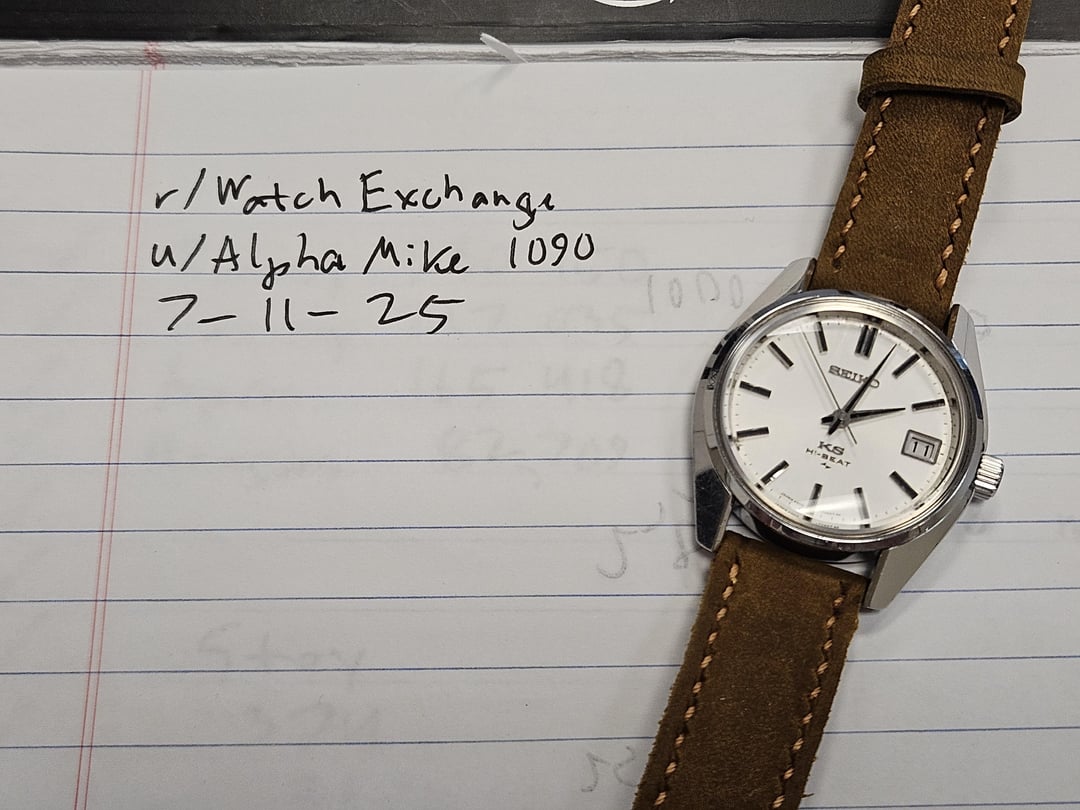 r/Watch Exchange
u/Alpha Mike 1090
7-11-25
SEIKO
KS
HI-BEAT
11